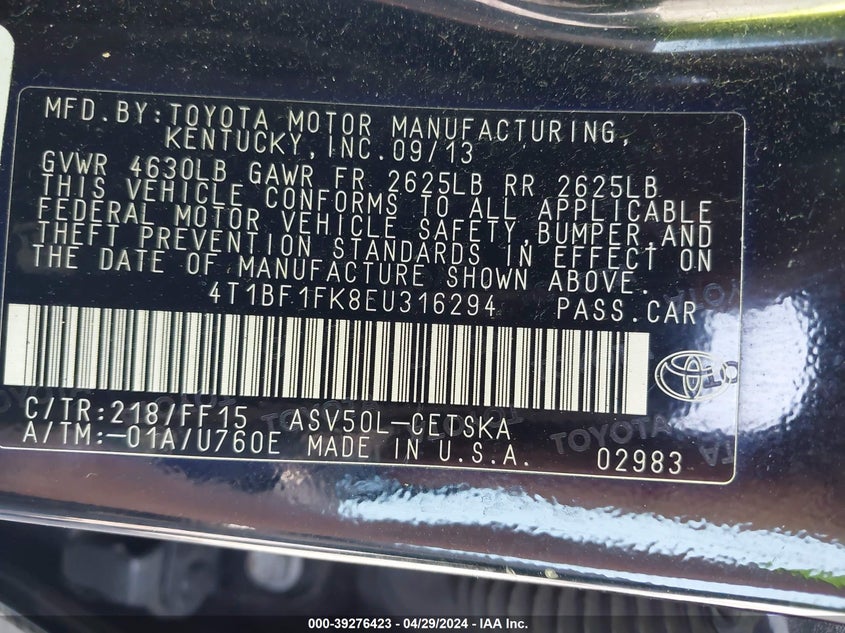 MFD.BY:TOYOTA MOTOR MANUFACTURING,
KENTUCKY, INC. 09/13
GVWR 4630LB GAWR FR 2625LB RR 2625LB
THIS VEHICLE CONFORMS TO ALL APPLICABLE
FEDERAL MOTOR VEHICLE SAFETY,BUMPER,AND
THEFT PREVENTION STANDARDS IN EFFECT ON
THE DATE OF MANUFACTURE SHOWN ABOVE.
4T1BF1FK8EU316294 PASS.CAR
C/TR:218/FF15 ASV50L-CETSKA
A/TM:-01A/U760E MADE IN U.S.A. 02983
000-39276423 - 04/29/2024 - IAA Inc.